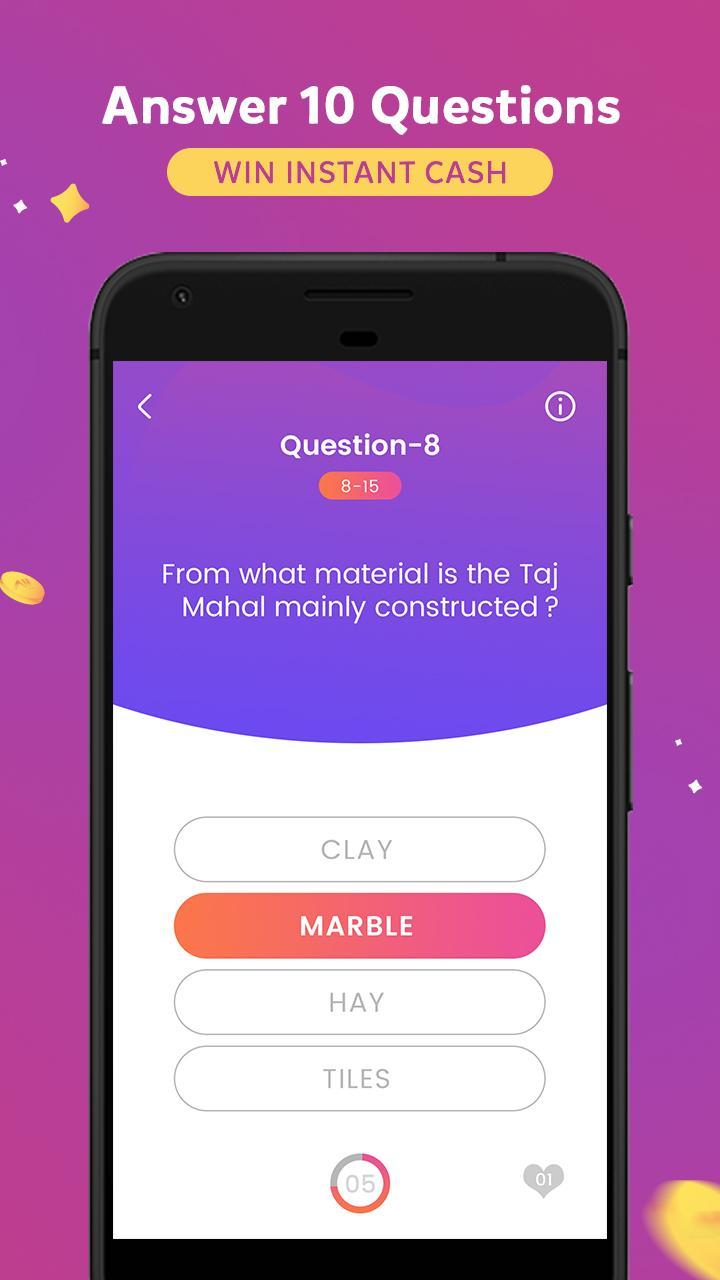 Answer 10 Questions
WIN INSTANT CASH
Question-8
8-15
From what material is the Taj
Mahal mainly constructed ?
CLAY
MARBLE
HAY
TILES
05
01